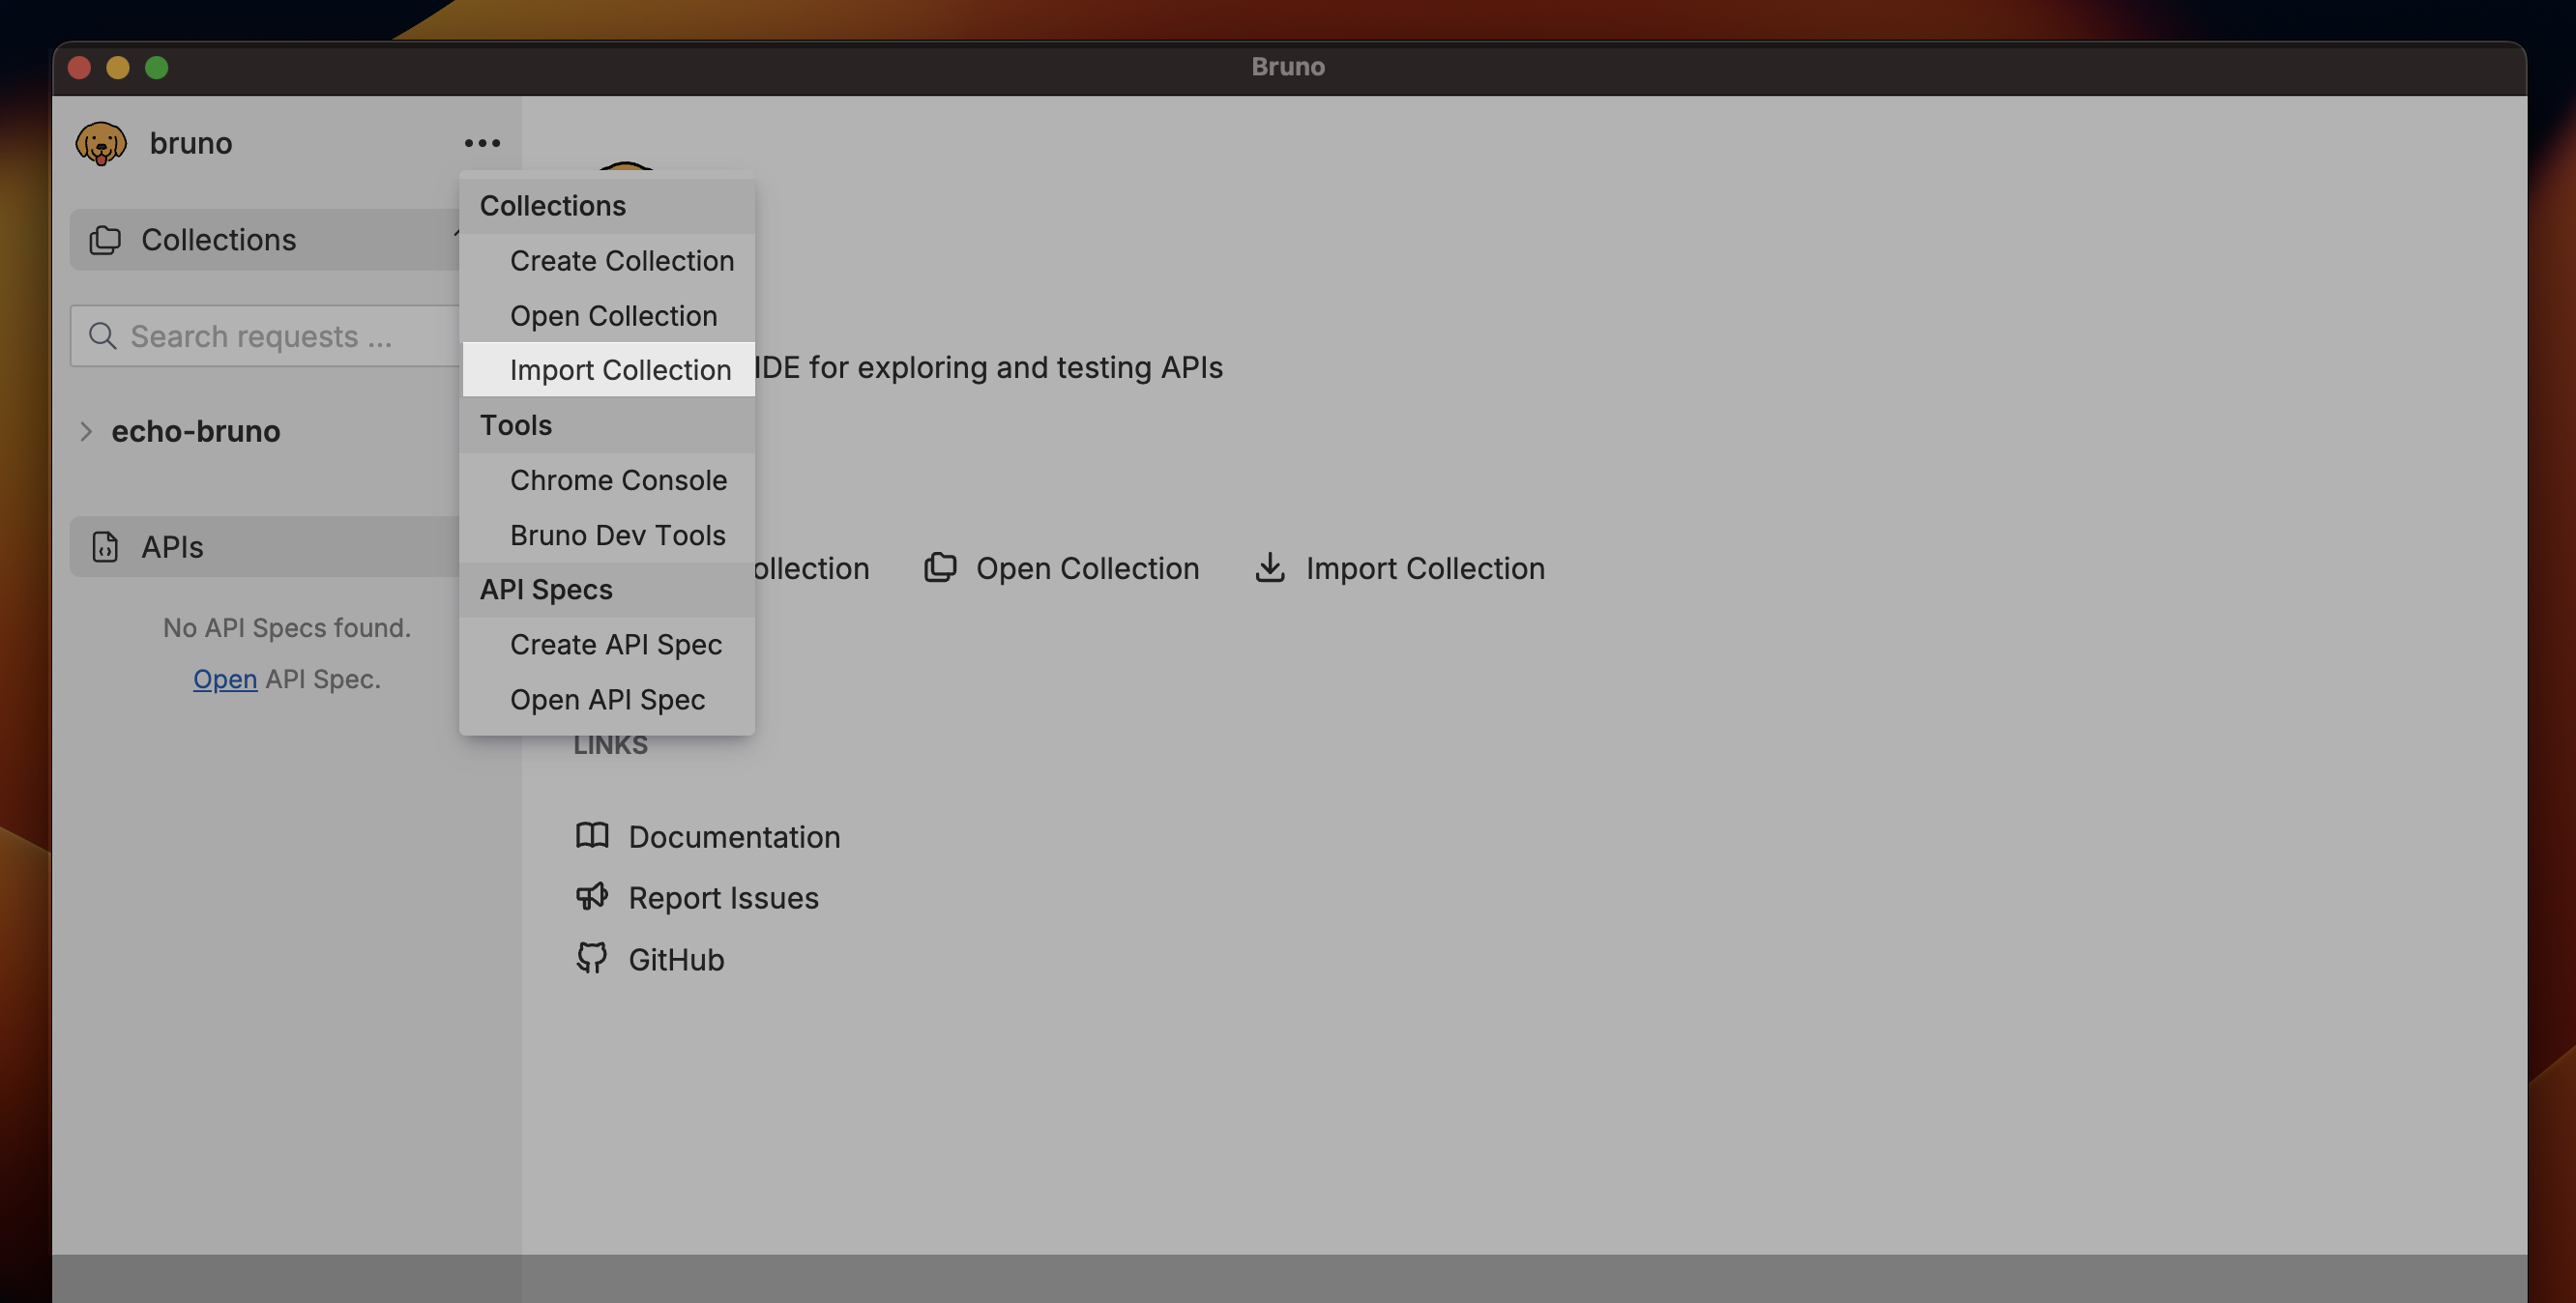 Bruno
bruno
Collections
Search requests ...
echo-bruno
APIs
No API Specs found.
Open API Spec.
Collections
Create Collection
Open Collection
Import Collection
Tools
Chrome Console
Bruno Dev Tools
API Specs
Create API Spec
Open API Spec
IDE for exploring and testing APIs
ollection
Open Collection
Import Collection
LINKS
Documentation
Report Issues
GitHub